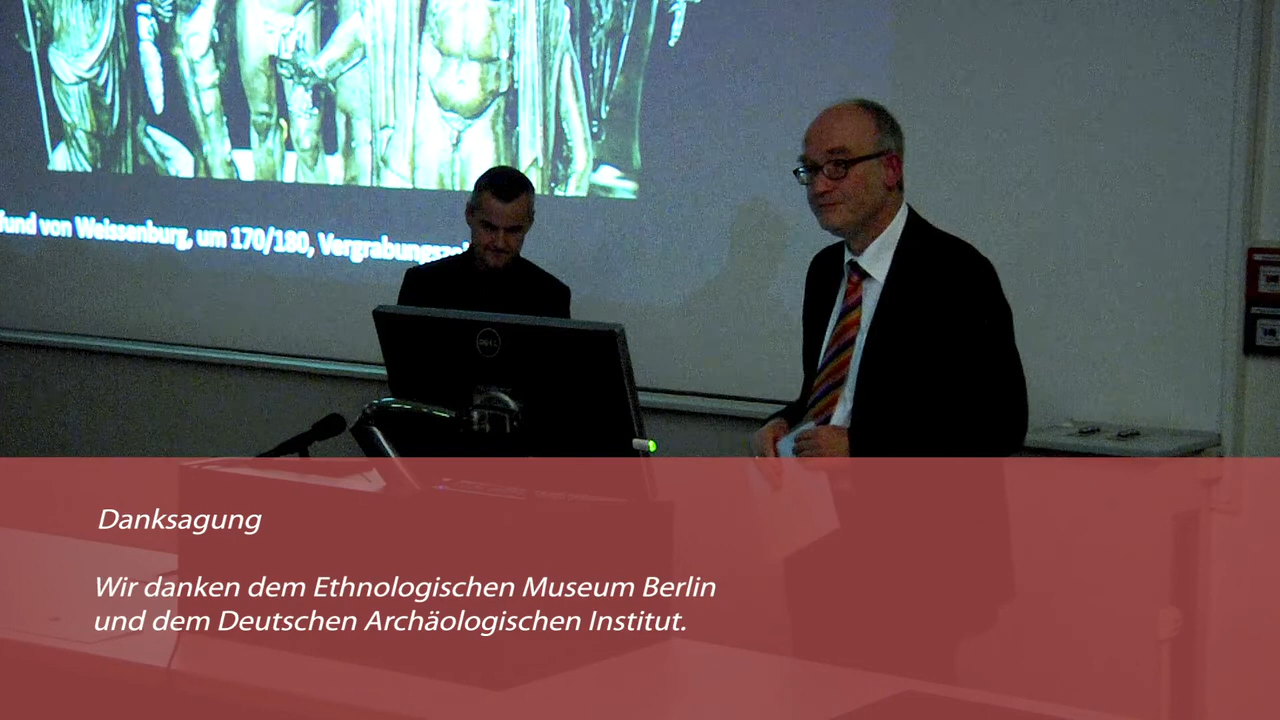 fund von Weissenburg, um 170/180,
DELL
Danksagung
Wir danken dem Ethnologischen Museum Berlin
und dem Deutschen Archäologischen Institut.